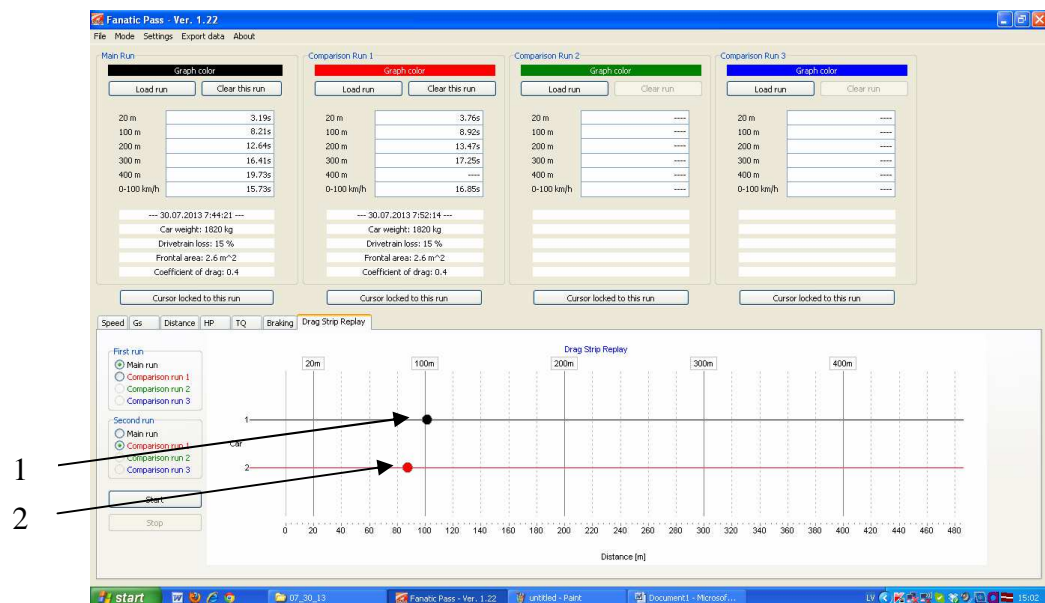 Fanatic Pass - Ver. 1.22
File Mode Settings Export data About
Main Run
Graph color
Load run Clear this run
20 m 3.19s
100 m 8.21s
200 m 12.64s
300 m 16.41s
400 m 19.73s
0-100 km/h 15.73s
--- 30.07.2013 7:44:21 ---
Car weight: 1820 kg
Drivetrain loss: 15 %
Frontal area: 2.6 m^2
Coefficient of drag: 0.4
Cursor locked to this run
Comparison Run 1
Graph color
Load run Clear this run
20 m 3.76s
100 m 8.92s
200 m 13.47s
300 m 17.25s
400 m ----
0-100 km/h 16.85s
--- 30.07.2013 7:52:14 ---
Car weight: 1820 kg
Drivetrain loss: 15 %
Frontal area: 2.6 m^2
Coefficient of drag: 0.4
Cursor locked to this run
Comparison Run 2
Graph color
Load run Clear run
20 m ----
100 m ----
200 m ----
300 m ----
400 m ----
0-100 km/h ----
Cursor locked to this run
Comparison Run 3
Graph color
Load run Clear run
20 m ----
100 m ----
200 m ----
300 m ----
400 m ----
0-100 km/h ----
Cursor locked to this run
Speed Gs Distance HP TQ Braking Drag Strip Replay
First run
Main run
Comparison run 1
Comparison run 2
Comparison run 3
Second run
Main run
Comparison run 1
Comparison run 2
Comparison run 3
Start
Stop
1
2
Drag Strip Replay
20m 100m 200m 300m 400m
1
Car
2
0 20 40 60 80 100 120 140 160 180 200 220 240 260 280 300 320 340 360 380 400 420 440 460 480
Distance [m]
start 07_30_13 Fanatic Pass - Ver. 1.22 untitled - Paint Document1 - Microsof... LV 15:02